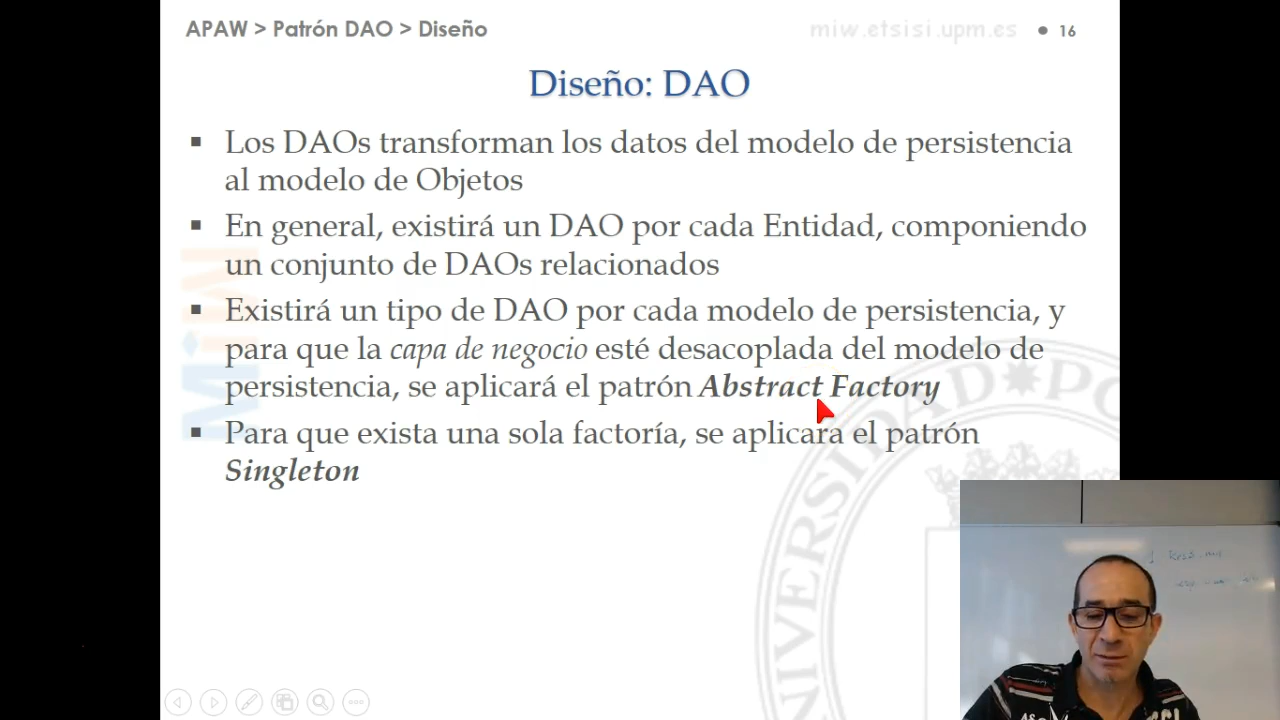 APAW > Patrón DAO > Diseño
miw.etsisi.upm.es
16
Diseño: DAO
Los DAOs transforman los datos del modelo de persistencia
al modelo de Objetos
En general, existirá un DAO por cada Entidad, componiendo
un conjunto de DAOs relacionados
Existirá un tipo de DAO por cada modelo de persistencia, y
para que la capa de negocio esté desacoplada del modelo de
persistencia, se aplicará el patrón Abstract Factory
Para que exista una sola factoría, se aplicara el patrón
Singleton